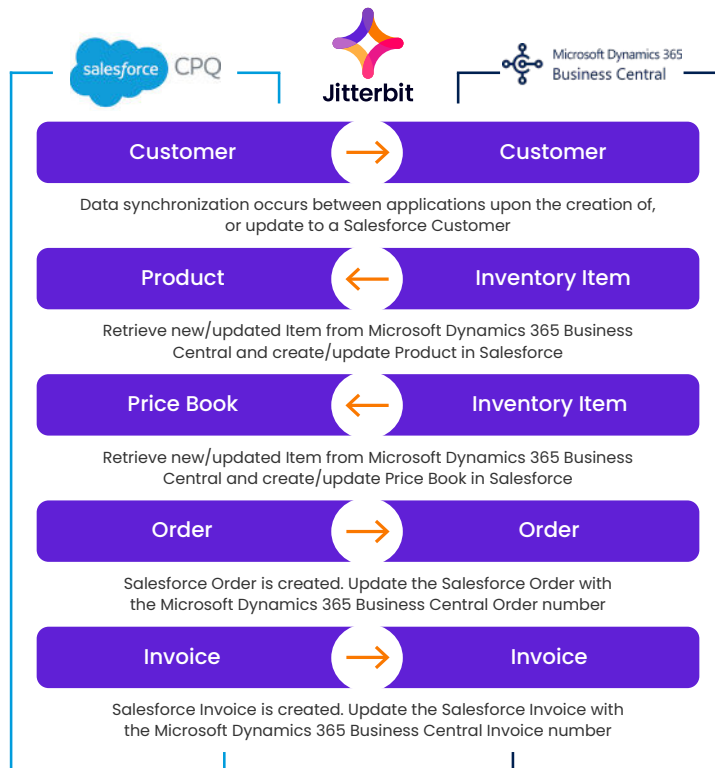 salesforce CPQ
Jitterbit
Microsoft Dynamics 365
Business Central
Customer Customer
Data synchronization occurs between applications upon the creation of,
or update to a Salesforce Customer
Product Inventory Item
Retrieve new/updated Item from Microsoft Dynamics 365 Business
Central and create/update Product in Salesforce
Price Book Inventory Item
Retrieve new/updated Item from Microsoft Dynamics 365 Business
Central and create/update Price Book in Salesforce
Order Order
Salesforce Order is created. Update the Salesforce Order with
the Microsoft Dynamics 365 Business Central Order number
Invoice Invoice
Salesforce Invoice is created. Update the Salesforce Invoice with
the Microsoft Dynamics 365 Business Central Invoice number